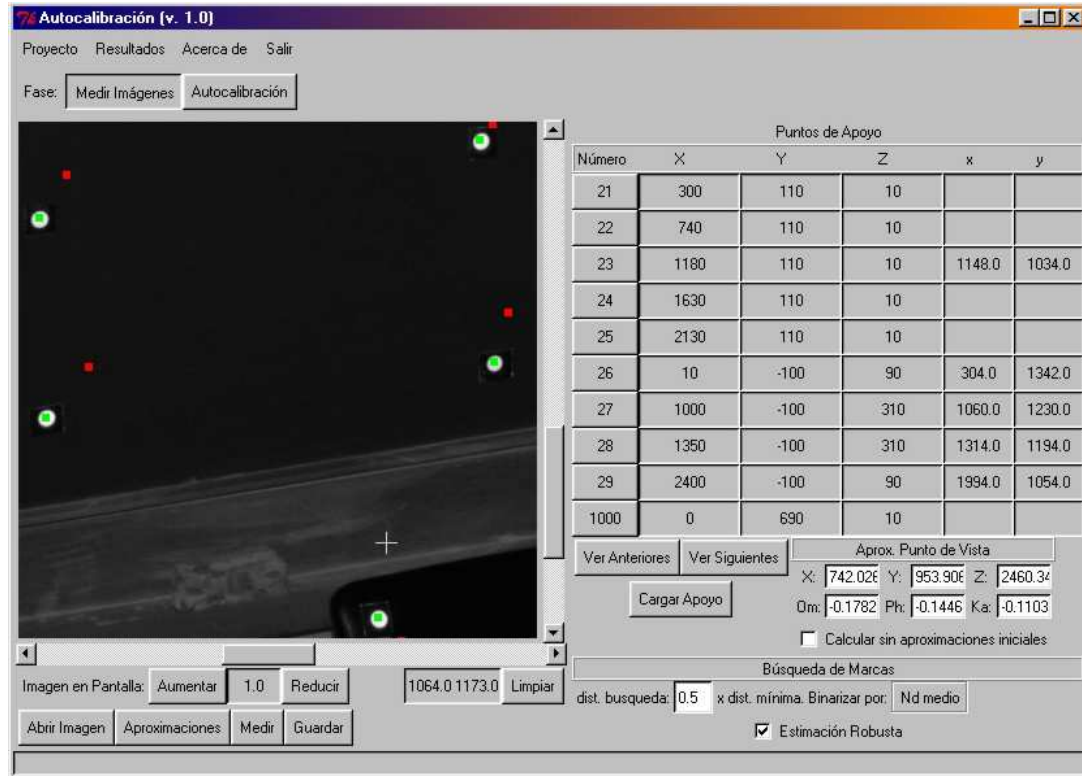 Autocalibración (v. 1.0)
Proyecto Resultados Acerca de Salir
Fase: Medir Imágenes Autocalibración
Puntos de Apoyo
Número X Y Z x y
21 300 110 10
22 740 110 10
23 1180 110 10 1148.0 1034.0
24 1630 110 10
25 2130 110 10
26 10 -100 90 304.0 1342.0
27 1000 -100 310 1060.0 1230.0
28 1350 -100 310 1314.0 1194.0
29 2400 -100 90 1994.0 1054.0
1000 0 690 10
Ver Anteriores Ver Siguientes Aprox. Punto de Vista
X: 742.026 Y: 953.906 Z: 2460.34
Cargar Apoyo
Om: -0.1782 Ph: -0.1446 Ka: -0.1103
Calcular sin aproximaciones iniciales
Búsqueda de Marcas
Imagen en Pantalla: Aumentar 1.0 Reducir 1064.0 1173.0 Limpiar
dist. busqueda: 0.5 x dist. mínima. Binarizar por: Nd medio
Abrir Imagen Aproximaciones Medir Guardar
Estimación Robusta